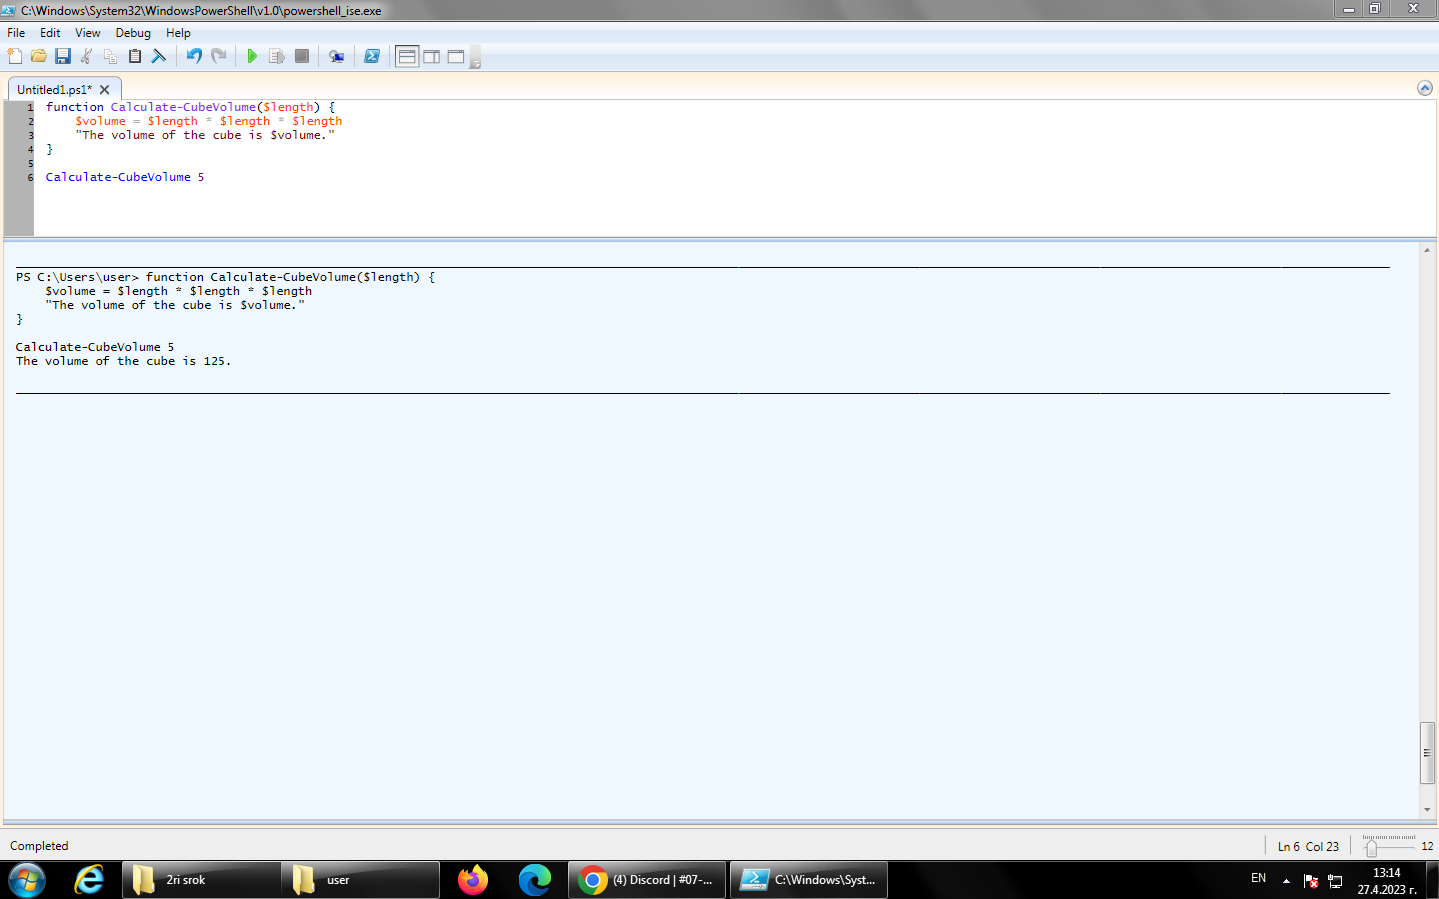 C:\Windows\System32\WindowsPowerShell\v1.0\powershell_ise.exe
File Edit View Debug Help
Untitled1.ps1*
1 function Calculate-CubeVolume($length) {
2     $volume = $length * $length * $length
3     "The volume of the cube is $volume."
4 }
5
6 Calculate-CubeVolume 5
PS C:\Users\user> function Calculate-CubeVolume($length) {
    $volume = $length * $length * $length
    "The volume of the cube is $volume."
}
Calculate-CubeVolume 5
The volume of the cube is 125.
Completed
Ln 6 Col 23
12
2ri srok
user
(4) Discord | #07-...
C:\Windows\Syst...
EN
13:14
27.4.2023 г.